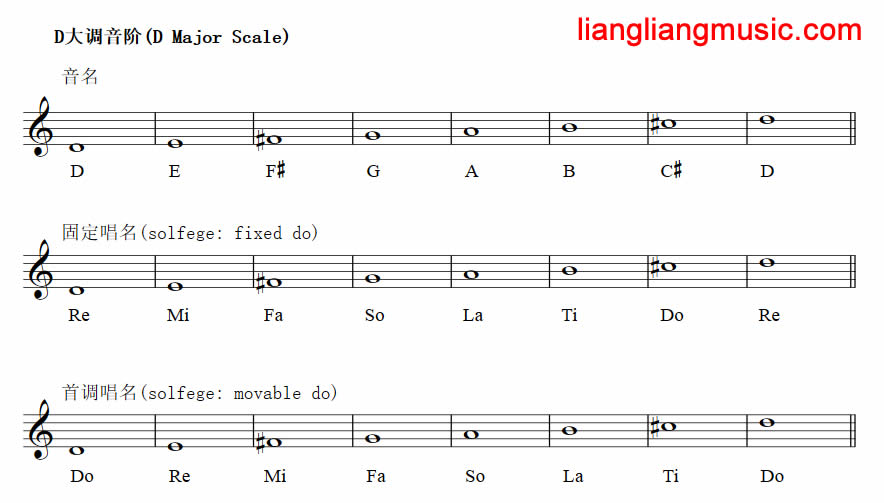 D大调音阶(D Major Scale)
liangliangmusic.com
音名
D E F♯ G A B C♯ D
固定唱名(solfege: fixed do)
Re Mi Fa So La Ti Do Re
首调唱名(solfege: movable do)
Do Re Mi Fa So La Ti Do